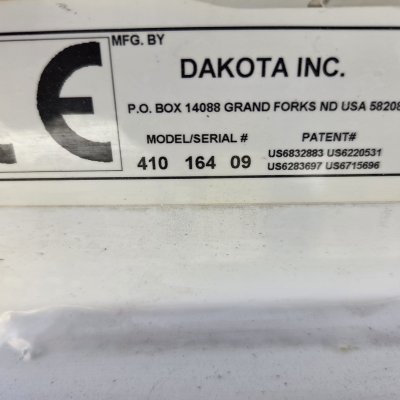 CE
MFG. BY
DAKOTA INC.
P.O. BOX 14088 GRAND FORKS ND USA 58208
MODEL/SERIAL #
410 164 09
PATENT#
US6832883 US6220531
US6283697 US6715696